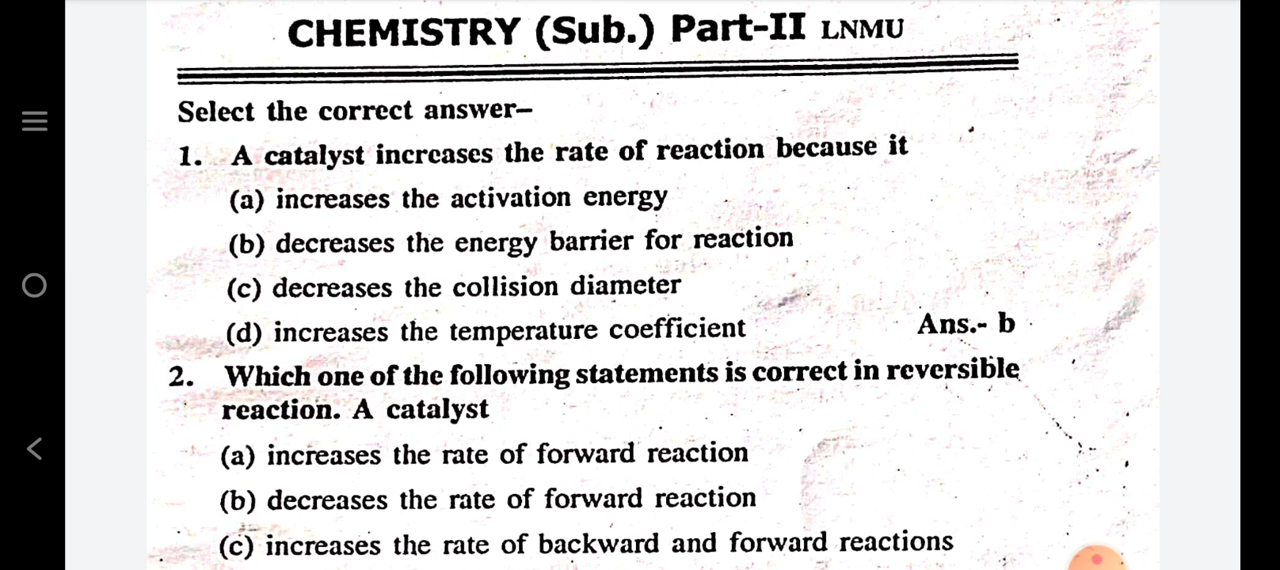 CHEMISTRY (Sub.) Part-II LNMU
Select the correct answer–
1. A catalyst increases the rate of reaction because it
(a) increases the activation energy
(b) decreases the energy barrier for reaction
(c) decreases the collision diameter
(d) increases the temperature coefficient Ans.- b
2. Which one of the following statements is correct in reversible
reaction. A catalyst
(a) increases the rate of forward reaction
(b) decreases the rate of forward reaction
(c) increases the rate of backward and forward reactions